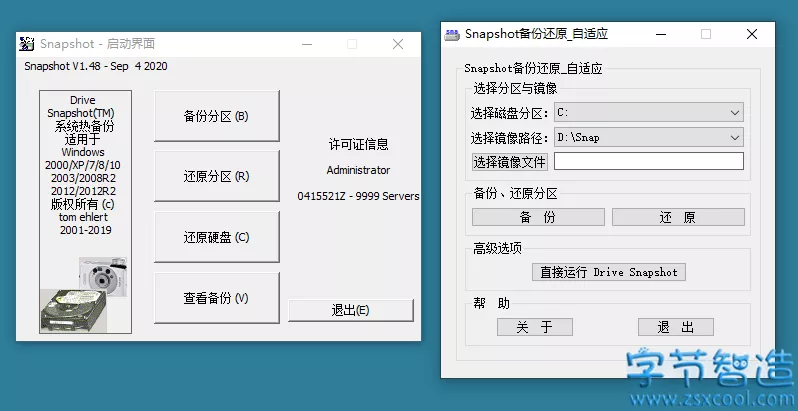 Snapshot - 启动界面
Snapshot V1.48 - Sep 4 2020
Drive
Snapshot(TM)
系统热备份
适用于
Windows
2000/XP/7/8/10
2003/2008R2
2012/2012R2
版权所有 (c)
tom ehlert
2001-2019
备份分区 (B)
还原分区 (R)
还原硬盘 (C)
查看备份 (V)
许可证信息
Administrator
0415521Z - 9999 Servers
退出(E)
Snapshot备份还原_自适应
Snapshot备份还原_自适应
选择分区与镜像
选择磁盘分区： C:
选择镜像路径： D:\Snap
选择镜像文件
备份、还原分区
备 份
还 原
高级选项
直接运行 Drive Snapshot
帮 助
关 于
退 出
字节智造
www.zsxcool.com